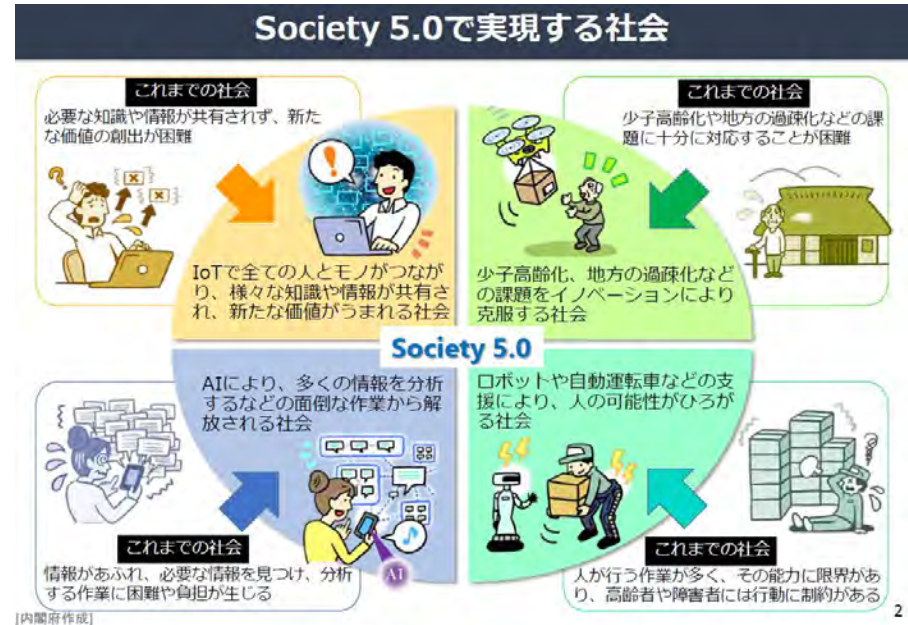 Society 5.0で実現する社会
これまでの社会
必要な知識や情報が共有されず、新た
な価値の創出が困難
これまでの社会
少子高齢化や地方の過疎化などの課
題に十分に対応することが困難
IoTで全ての人とモノがつなが
り、様々な知識や情報が共有さ
れ、新たな価値がうまれる社会
少子高齢化、地方の過疎化など
の課題をイノベーションにより
克服する社会
Society 5.0
AIにより、多くの情報を分析
するなどの面倒な作業から解
放される社会
ロボットや自動運転車などの支
援により、人の可能性がひろが
る社会
AI
これまでの社会
情報があふれ、必要な情報を見つけ、分析
する作業に困難や負担が生じる
これまでの社会
人が行う作業が多く、その能力に限界があ
り、高齢者や障害者には行動に制約がある
[内閣府作成]
2